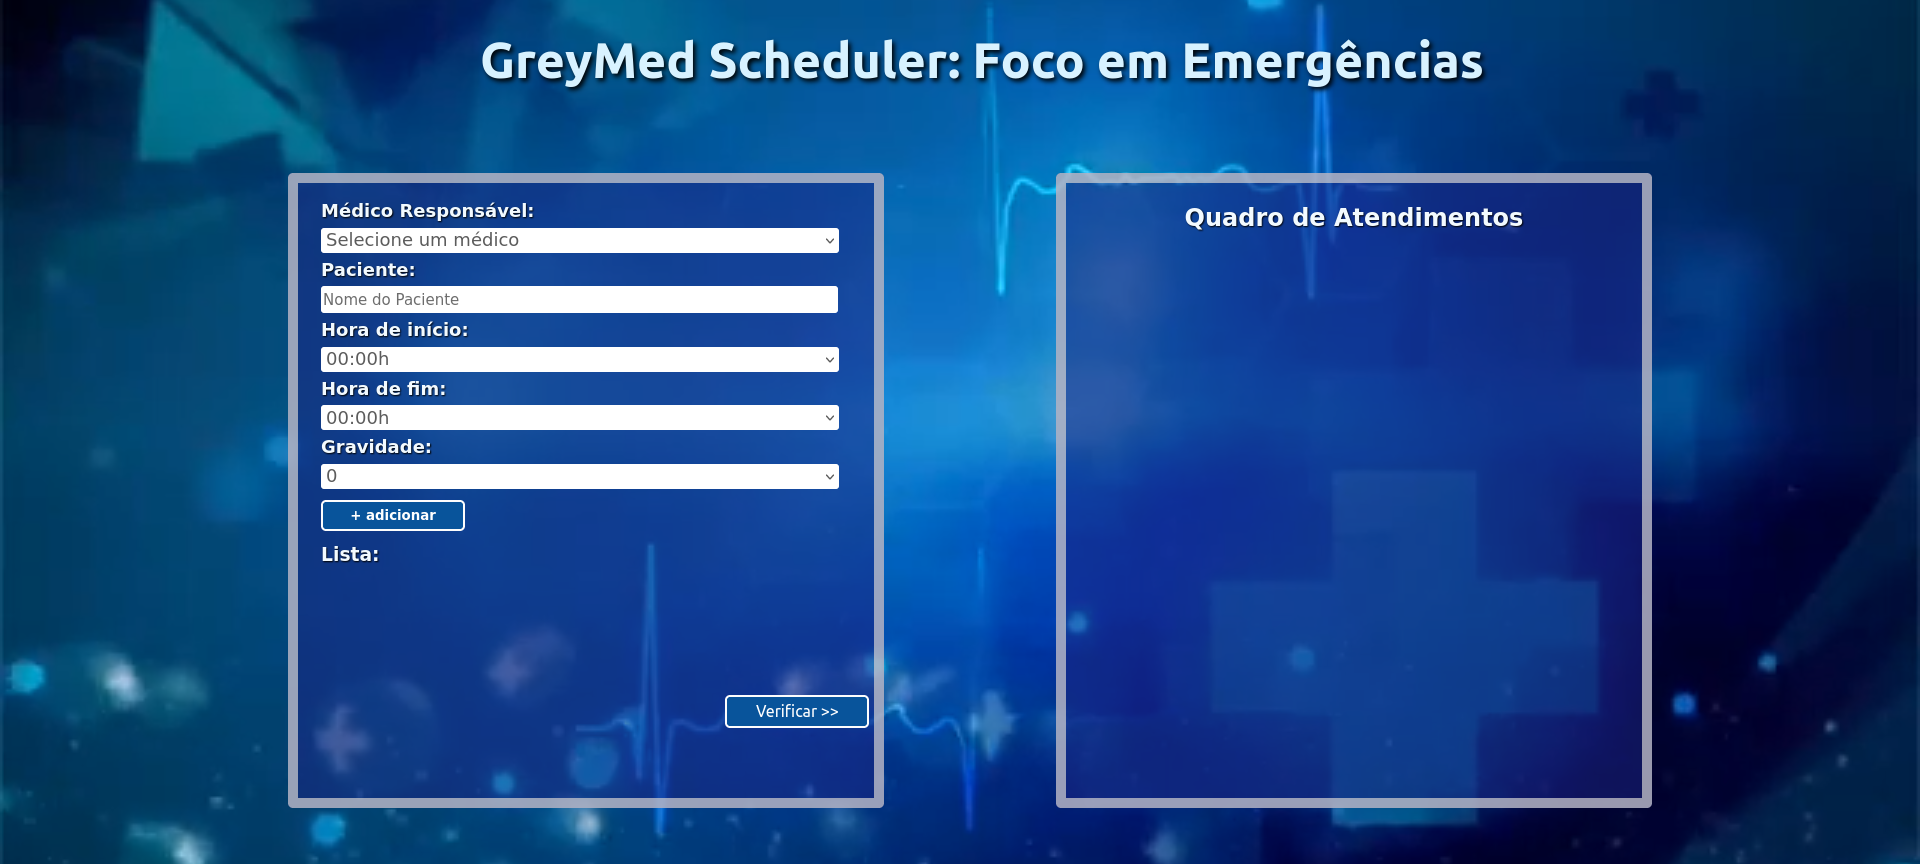 GreyMed Scheduler: Foco em Emergências
Médico Responsável:
Selecione um médico
Paciente:
Nome do Paciente
Hora de início:
00:00h
Hora de fim:
00:00h
Gravidade:
0
+ adicionar
Lista:
Verificar >>
Quadro de Atendimentos